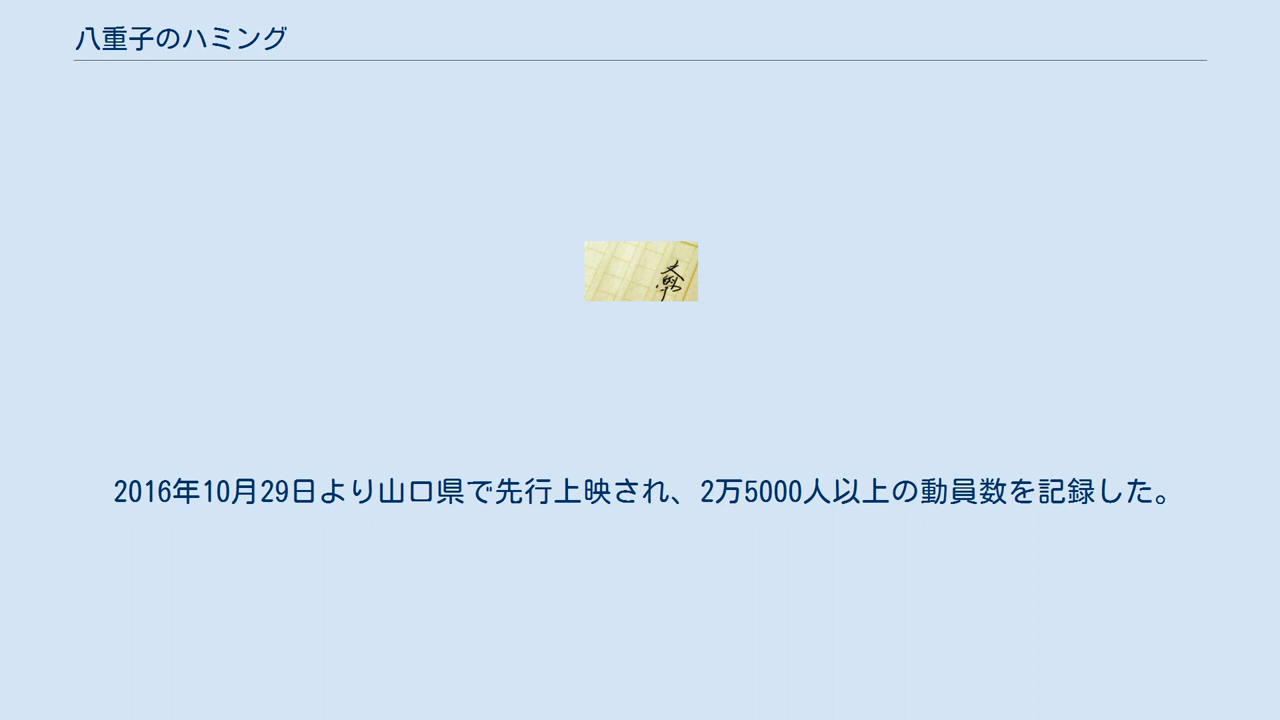 八重子のハミング
2016年10月29日より山口県で先行上映され、2万5000人以上の動員数を記録した。